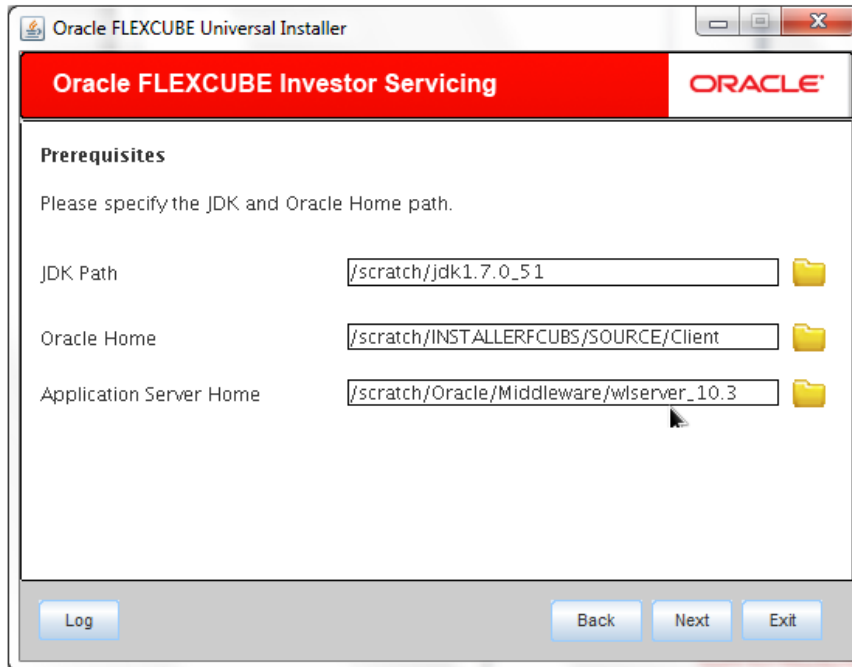 Oracle FLEXCUBE Universal Installer
Oracle FLEXCUBE Investor Servicing
ORACLE
Prerequisites
Please specify the JDK and Oracle Home path.
JDK Path /scratch/jdk1.7.0_51
Oracle Home /scratch/INSTALLERFCUBS/SOURCE/Client
Application Server Home /scratch/Oracle/Middleware/wlserver_10.3
Log Back Next Exit